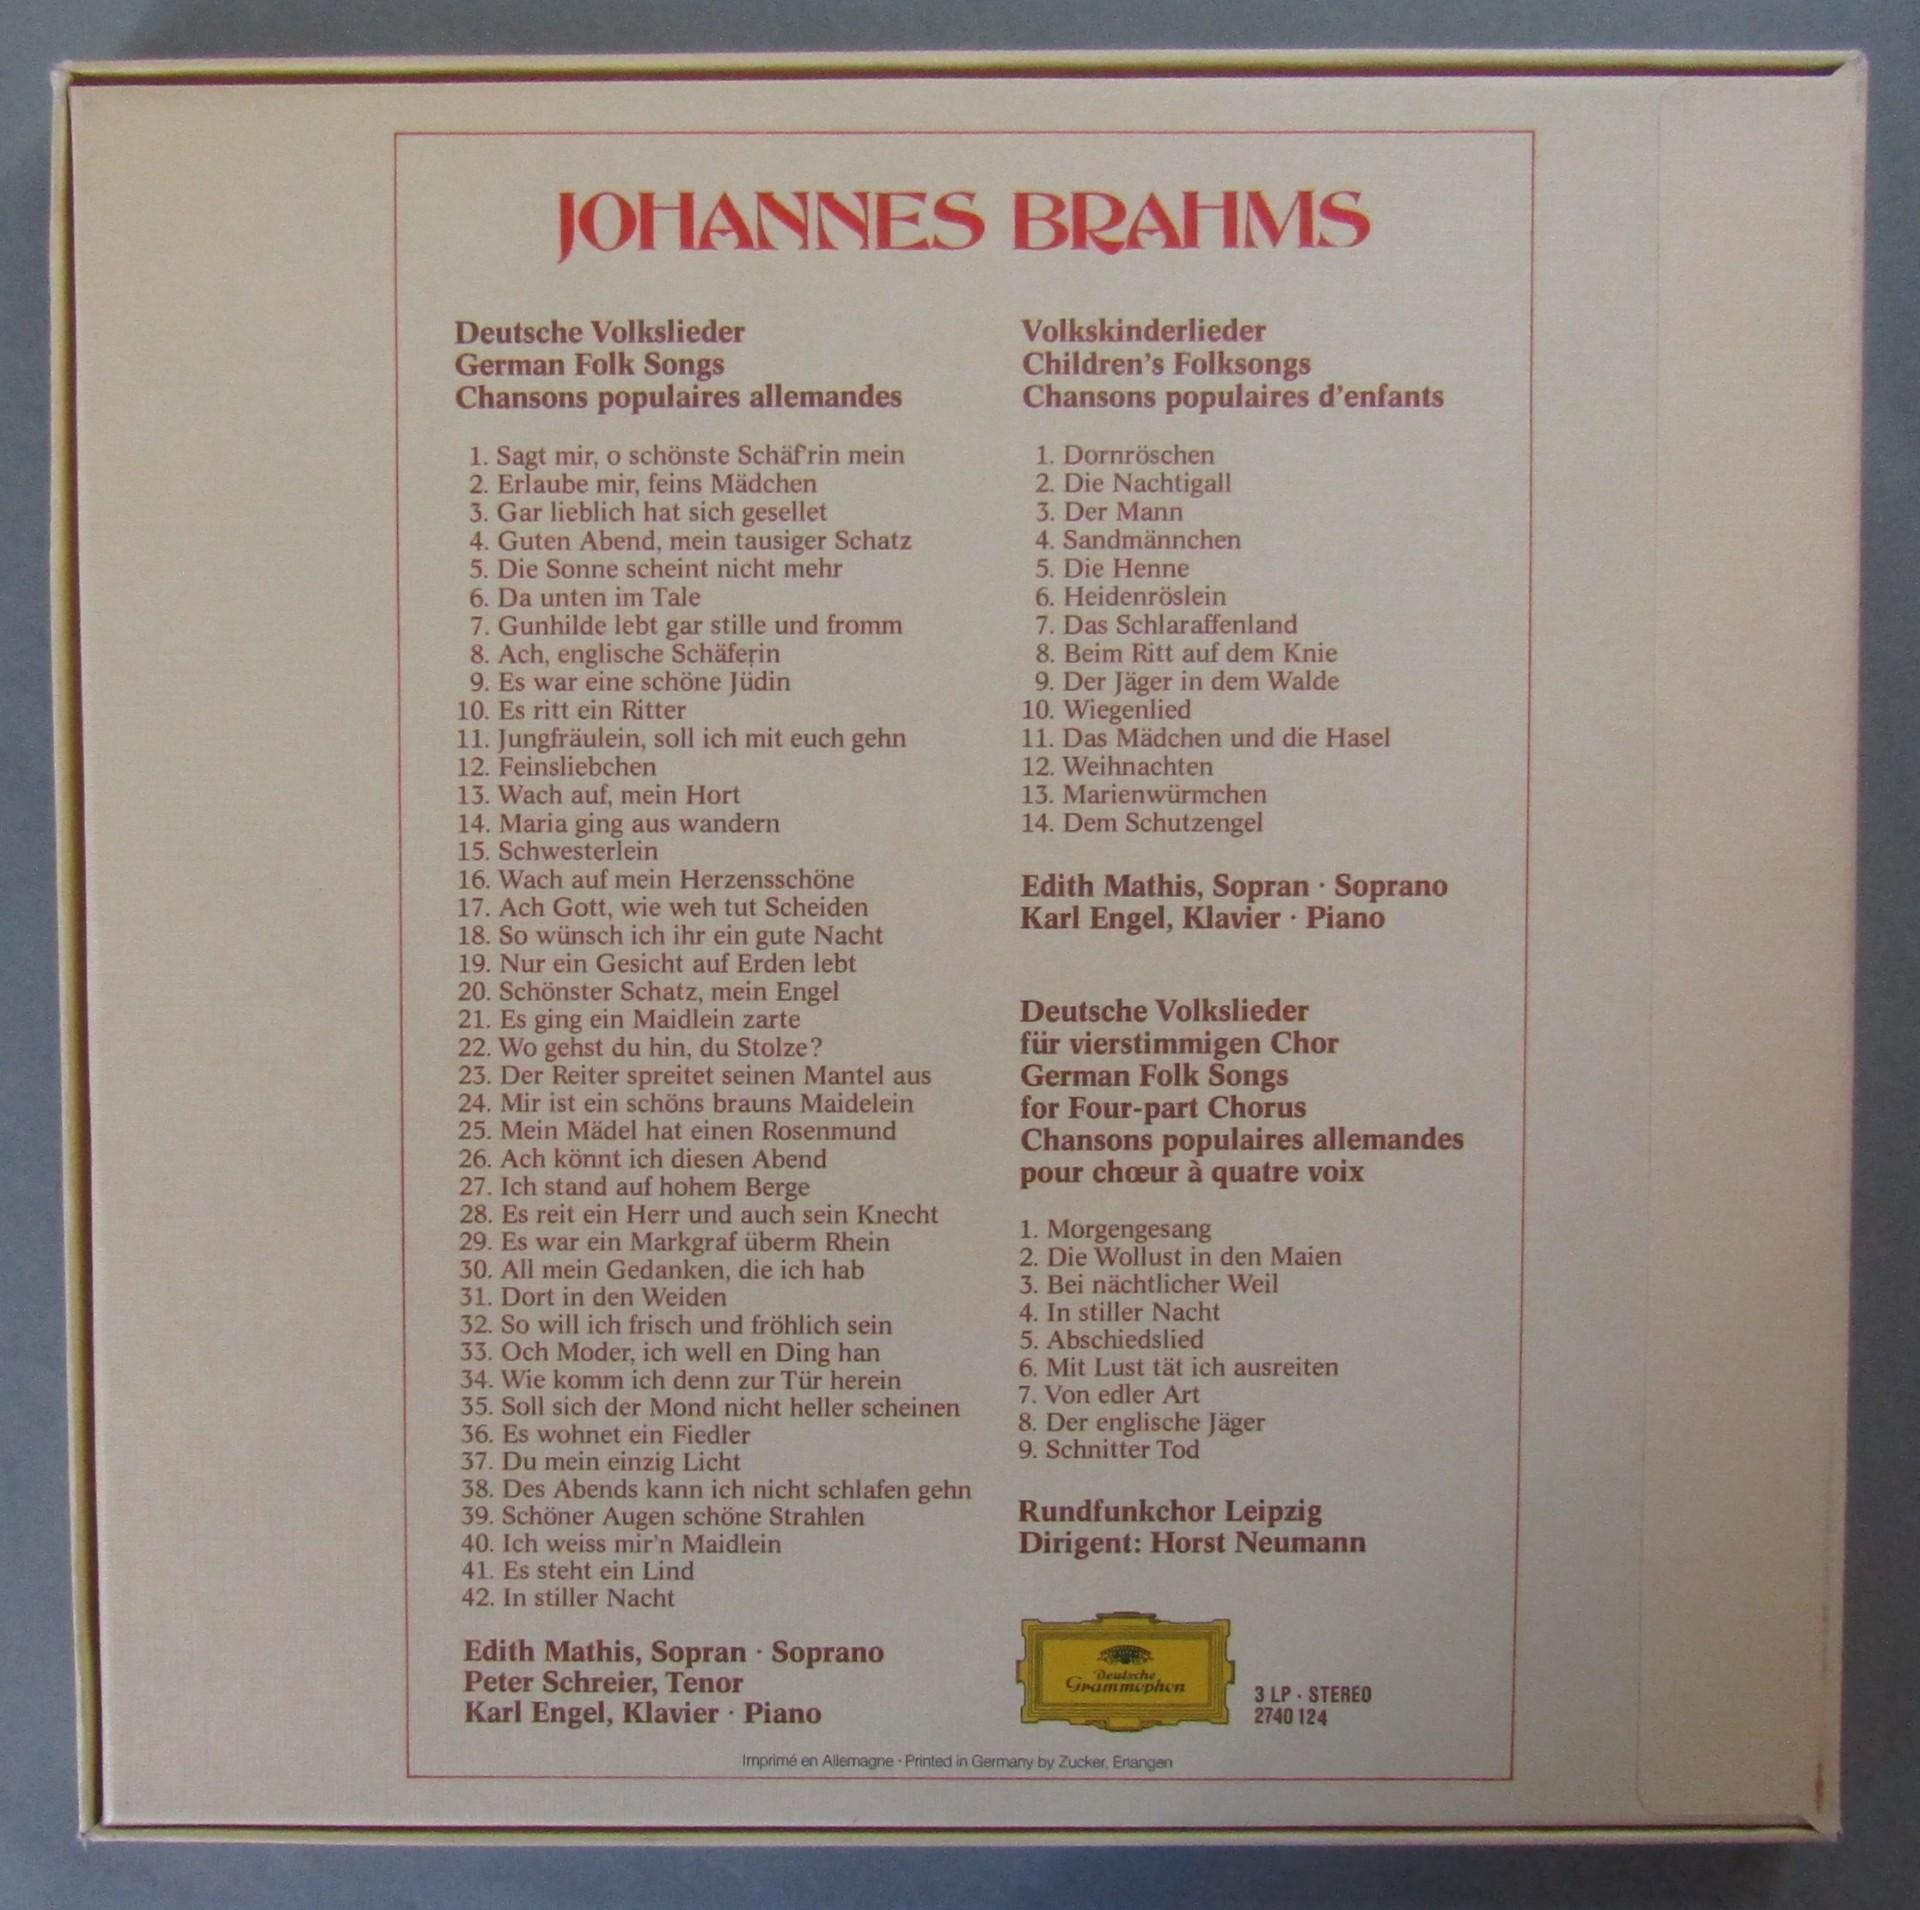 JOHANNES BRAHMS
Deutsche Volkslieder
German Folk Songs
Chansons populaires allemandes
1. Sagt mir, o schönste Schäf'rin mein
2. Erlaube mir, feins Mädchen
3. Gar lieblich hat sich gesellet
4. Guten Abend, mein tausiger Schatz
5. Die Sonne scheint nicht mehr
6. Da unten im Tale
7. Gunhilde lebt gar stille und fromm
8. Ach, englische Schäferin
9. Es war eine schöne Jüdin
10. Es ritt ein Ritter
11. Jungfräulein, soll ich mit euch gehn
12. Feinsliebchen
13. Wach auf, mein Hort
14. Maria ging aus wandern
15. Schwesterlein
16. Wach auf mein Herzensschöne
17. Ach Gott, wie weh tut Scheiden
18. So wünsch ich ihr ein gute Nacht
19. Nur ein Gesicht auf Erden lebt
20. Schönster Schatz, mein Engel
21. Es ging ein Maidlein zarte
22. Wo gehst du hin, du Stolze?
23. Der Reiter spreitet seinen Mantel aus
24. Mir ist ein schöns brauns Maidelein
25. Mein Mädel hat einen Rosenmund
26. Ach könnt ich diesen Abend
27. Ich stand auf hohem Berge
28. Es reit ein Herr und auch sein Knecht
29. Es war ein Markgraf überm Rhein
30. All mein Gedanken, die ich hab
31. Dort in den Weiden
32. So will ich frisch und fröhlich sein
33. Och Moder, ich well en Ding han
34. Wie komm ich denn zur Tür herein
35. Soll sich der Mond nicht heller scheinen
36. Es wohnet ein Fiedler
37. Du mein einzig Licht
38. Des Abends kann ich nicht schlafen gehn
39. Schöner Augen schöne Strahlen
40. Ich weiss mir'n Maidlein
41. Es steht ein Lind
42. In stiller Nacht
Edith Mathis, Sopran · Soprano
Peter Schreier, Tenor
Karl Engel, Klavier · Piano
Volkskinderlieder
Children's Folksongs
Chansons populaires d'enfants
1. Dornröschen
2. Die Nachtigall
3. Der Mann
4. Sandmännchen
5. Die Henne
6. Heidenröslein
7. Das Schlaraffenland
8. Beim Ritt auf dem Knie
9. Der Jäger in dem Walde
10. Wiegenlied
11. Das Mädchen und die Hasel
12. Weihnachten
13. Marienwürmchen
14. Dem Schutzengel
Edith Mathis, Sopran · Soprano
Karl Engel, Klavier · Piano
Deutsche Volkslieder
für vierstimmigen Chor
German Folk Songs
for Four-part Chorus
Chansons populaires allemandes
pour chœur à quatre voix
1. Morgengesang
2. Die Wollust in den Maien
3. Bei nächtlicher Weil
4. In stiller Nacht
5. Abschiedslied
6. Mit Lust tät ich ausreiten
7. Von edler Art
8. Der englische Jäger
9. Schnitter Tod
Rundfunkchor Leipzig
Dirigent: Horst Neumann
Deutsche
Grammophon
3 LP · STEREO
2740 124
Imprimé en Allemagne · Printed in Germany by Zucker, Erlangen